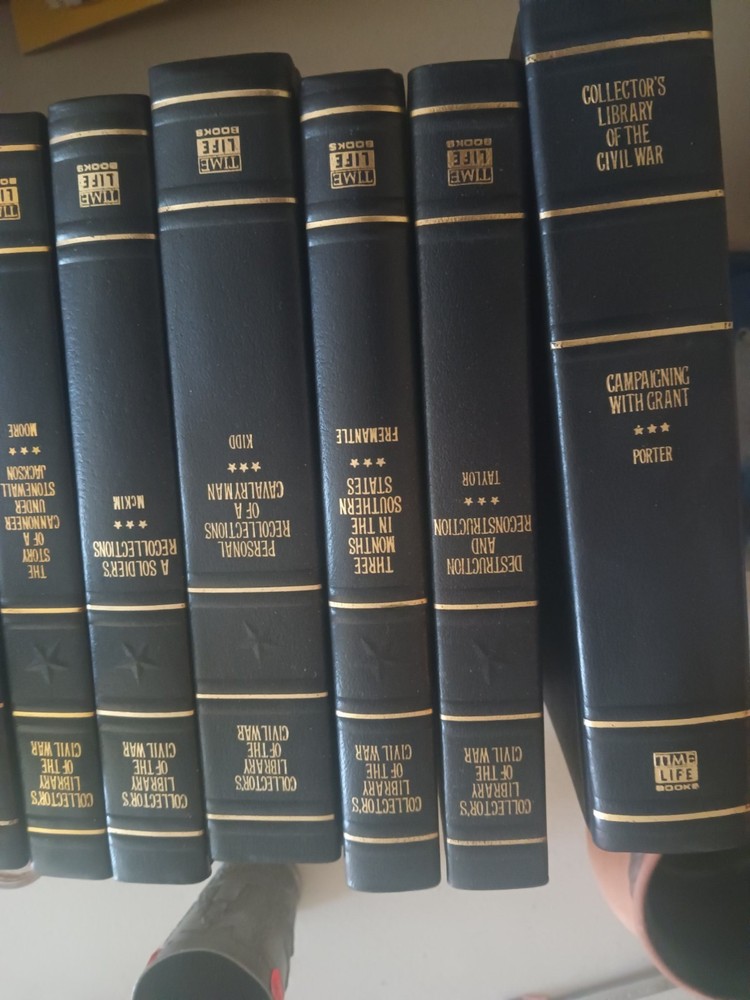 COLLECTOR'S
LIBRARY
OF THE
CIVIL WAR
CAMPAIGNING
WITH GRANT
PORTER
TIME
LIFE
BOOKS
COLLECTOR'S
LIBRARY
OF THE
CIVIL WAR
DESTRUCTION
AND
RECONSTRUCTION
TAYLOR
TIME
LIFE
BOOKS
COLLECTOR'S
LIBRARY
OF THE
CIVIL WAR
THREE
MONTHS
IN THE
SOUTHERN
STATES
FREMANTLE
TIME
LIFE
BOOKS
COLLECTOR'S
LIBRARY
OF THE
CIVIL WAR
PERSONAL
RECOLLECTIONS
OF A
CAVALRYMAN
KIDD
TIME
LIFE
BOOKS
COLLECTOR'S
LIBRARY
OF THE
CIVIL WAR
A SOLDIER'S
RECOLLECTIONS
McKIM
TIME
LIFE
BOOKS
COLLECTOR'S
LIBRARY
OF THE
CIVIL WAR
THE
STORY
OF A
CANNONEER
UNDER
STONEWALL
JACKSON
MOORE
TIME
LIFE
BOOKS